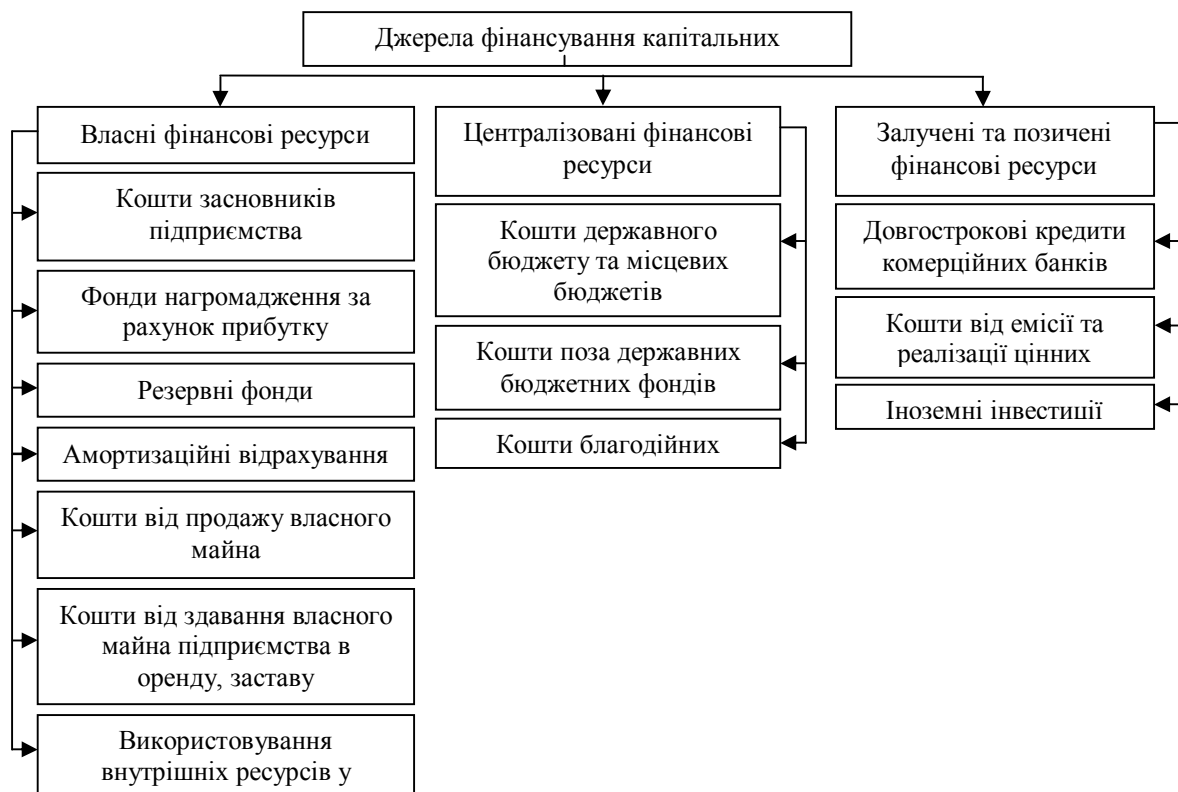 Джерела фінансування капітальних
Власні фінансові ресурси
Кошти засновників
підприємства
Фонди нагромадження за
рахунок прибутку
Резервні фонди
Амортизаційні відрахування
Кошти від продажу власного
майна
Кошти від здавання власного
майна підприємства в
оренду, заставу
Використовування
внутрішніх ресурсів у
Централізовані фінансові
ресурси
Кошти державного
бюджету та місцевих
бюджетів
Кошти поза державних
бюджетних фондів
Кошти благодійних
Залучені та позичені
фінансові ресурси
Довгострокові кредити
комерційних банків
Кошти від емісії та
реалізації цінних
Іноземні інвестиції